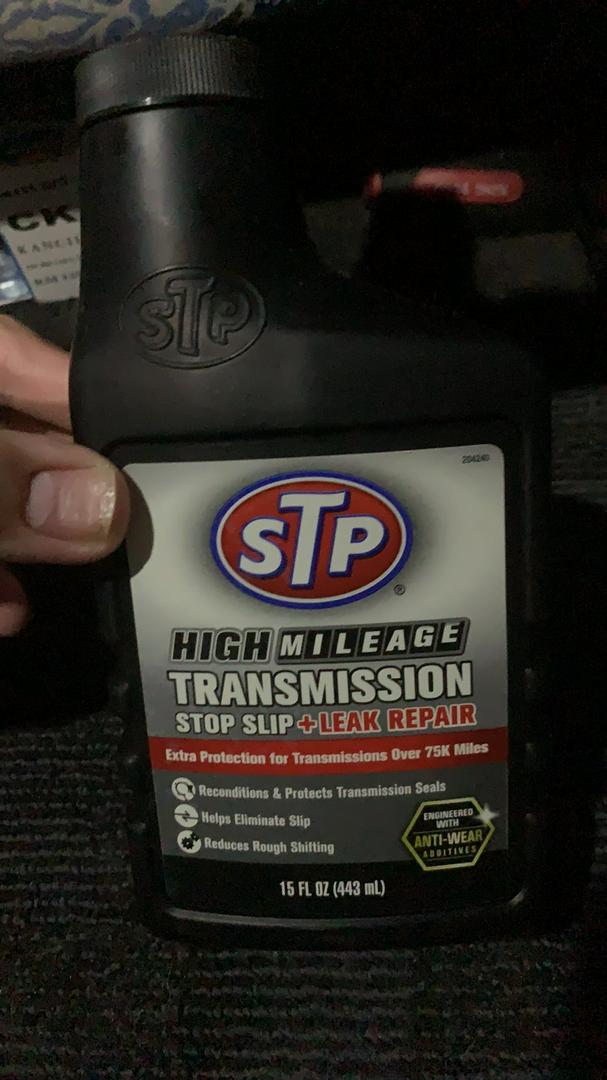 CK
STP
204240
STP
®
HIGH MILEAGE
TRANSMISSION
STOP SLIP + LEAK REPAIR
Extra Protection for Transmissions Over 75K Miles
Reconditions & Protects Transmission Seals
Helps Eliminate Slip
Reduces Rough Shifting
ENGINEERED
WITH
ANTI-WEAR
ADDITIVES
15 FL OZ (443 mL)